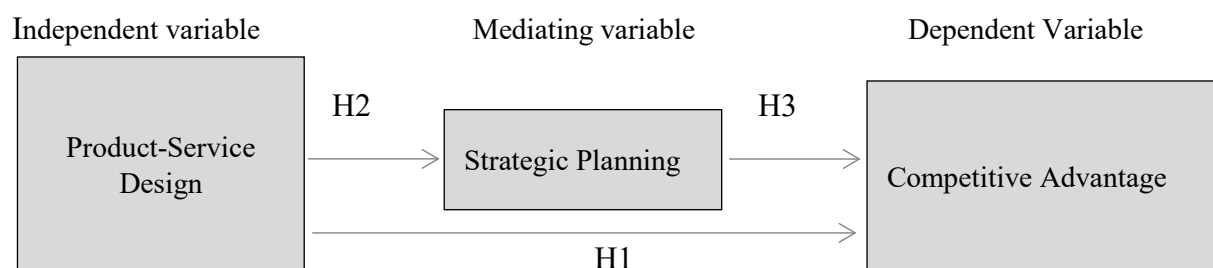 Independent variable
Mediating variable
Dependent Variable
H2
H3
Product-Service
Design
Strategic Planning
Competitive Advantage
H1